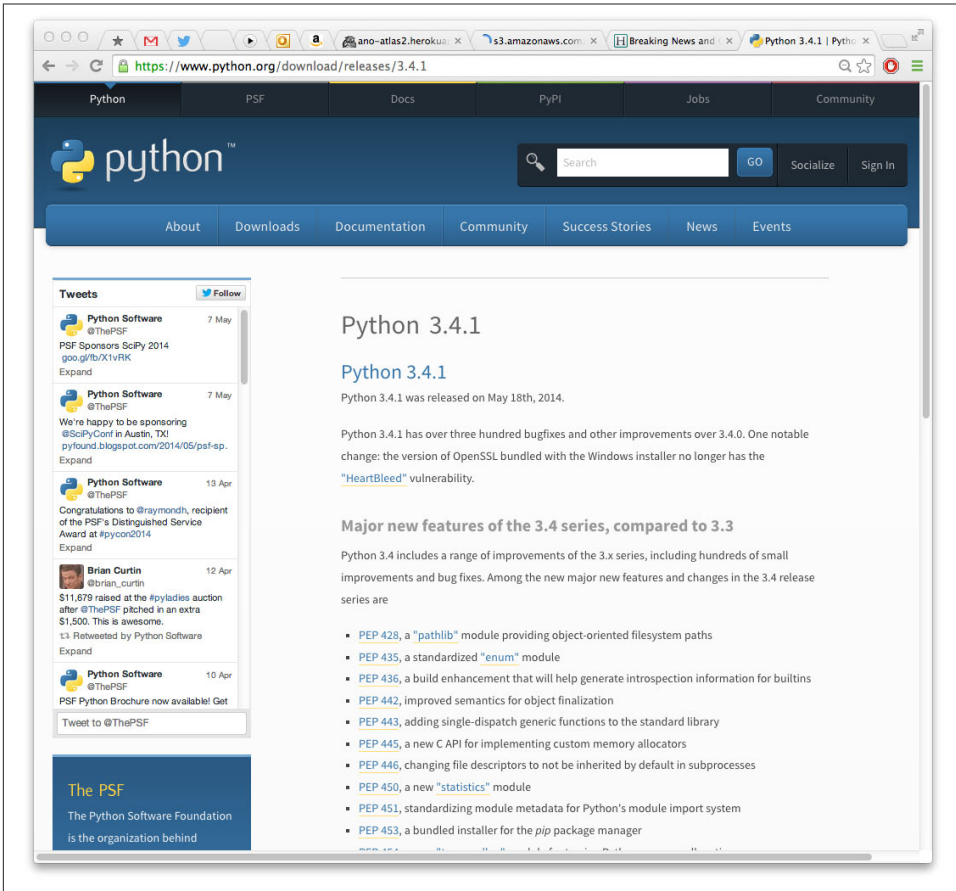 ano-atlas2.herokua
s3.amazonaws.com
Breaking News and
Python 3.4.1 | Pytho
https://www.python.org/download/releases/3.4.1
Python
PSF
Docs
PyPI
Jobs
Community
python™
Search
GO
Socialize
Sign In
About
Downloads
Documentation
Community
Success Stories
News
Events
Tweets
Follow
Python Software 7 May
@ThePSF
PSF Sponsors SciPy 2014
goo.gl/fb/X1vRK
Expand
Python Software 7 May
@ThePSF
We're happy to be sponsoring
@SciPyConf in Austin, TX!
pyfound.blogspot.com/2014/05/psf-sp.
Expand
Python Software 13 Apr
@ThePSF
Congratulations to @raymondh, recipient
of the PSF's Distinguished Service
Award at #pycon2014
Expand
Brian Curtin 12 Apr
@brian_curtin
$11,679 raised at the #pyladies auction
after @ThePSF pitched in an extra
$1,500. This is awesome.
Retweeted by Python Software
Expand
Python Software 10 Apr
@ThePSF
PSF Python Brochure now available! Get
Tweet to @ThePSF
The PSF
The Python Software Foundation
is the organization behind
Python 3.4.1
Python 3.4.1
Python 3.4.1 was released on May 18th, 2014.
Python 3.4.1 has over three hundred bugfixes and other improvements over 3.4.0. One notable
change: the version of OpenSSL bundled with the Windows installer no longer has the
"HeartBleed" vulnerability.
Major new features of the 3.4 series, compared to 3.3
Python 3.4 includes a range of improvements of the 3.x series, including hundreds of small
improvements and bug fixes. Among the new major new features and changes in the 3.4 release
series are
▪ PEP 428, a "pathlib" module providing object-oriented filesystem paths
▪ PEP 435, a standardized "enum" module
▪ PEP 436, a build enhancement that will help generate introspection information for builtins
▪ PEP 442, improved semantics for object finalization
▪ PEP 443, adding single-dispatch generic functions to the standard library
▪ PEP 445, a new C API for implementing custom memory allocators
▪ PEP 446, changing file descriptors to not be inherited by default in subprocesses
▪ PEP 450, a new "statistics" module
▪ PEP 451, standardizing module metadata for Python's module import system
▪ PEP 453, a bundled installer for the pip package manager